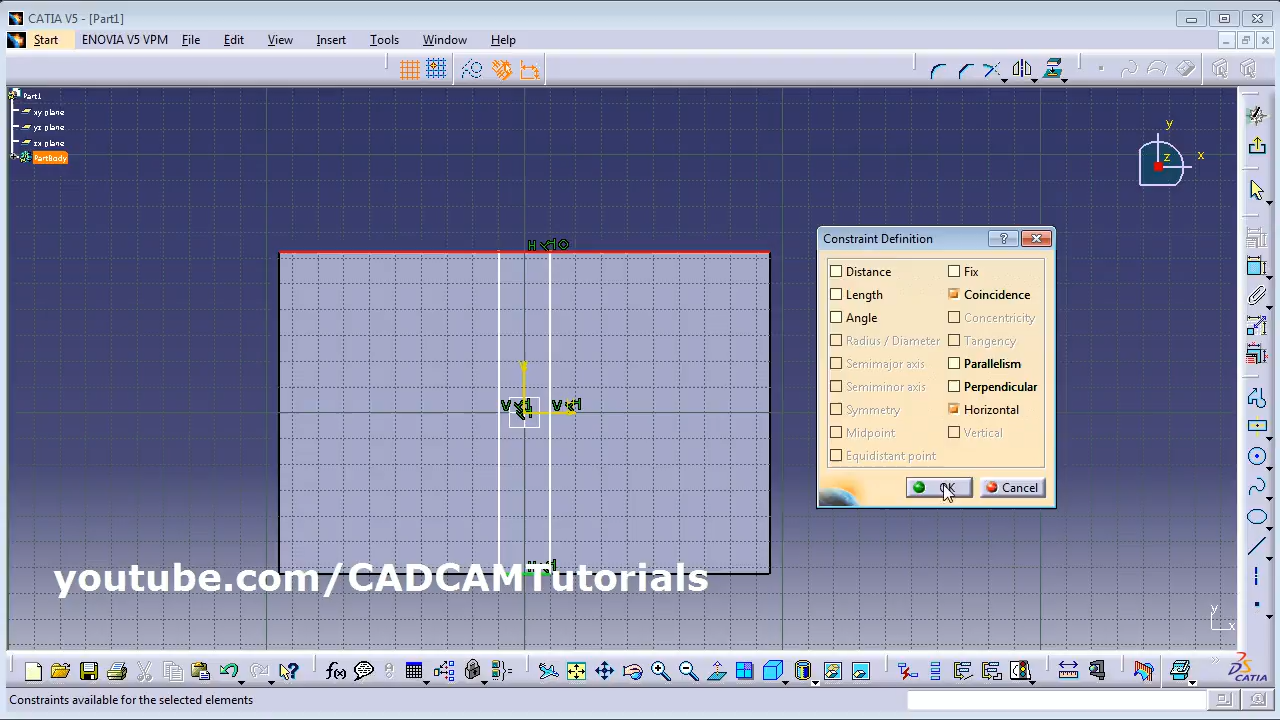 CATIA V5 - [Part1]
Start ENOVIA V5 VPM File Edit View Insert Tools Window Help
Part1
xy plane
yz plane
zx plane
PartBody
y
x
z
H
V
V H
H
Constraint Definition
Distance Fix
Length Coincidence
Angle Concentricity
Radius / Diameter Tangency
Semimajor axis Parallelism
Semiminor axis Perpendicular
Symmetry Horizontal
Midpoint Vertical
Equidistant point
OK Cancel
youtube.com/CADCAMTutorials
y
x
f(x)
CATIA
Constraints available for the selected elements